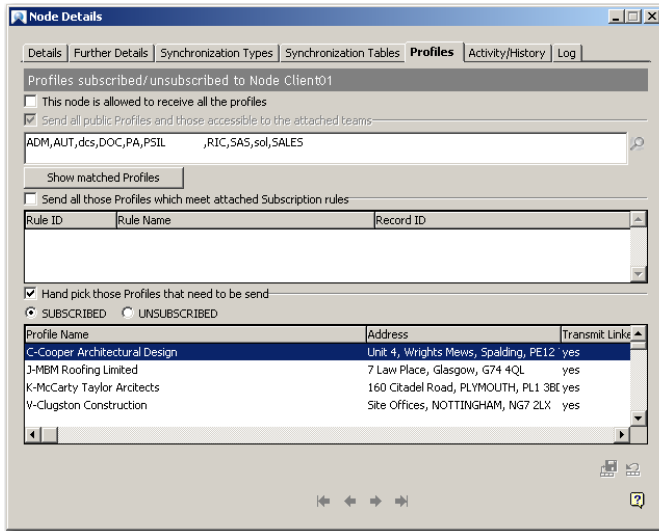 Node Details
Details Further Details Synchronization Types Synchronization Tables Profiles Activity/History Log
Profiles subscribed/unsubscribed to Node Client01
This node is allowed to receive all the profiles
Send all public Profiles and those accessible to the attached teams
ADM,AUT,dcs,DOC,PA,PSIL ,RIC,SAS,sol,SALES
Show matched Profiles
Send all those Profiles which meet attached Subscription rules
Rule ID Rule Name Record ID
Hand pick those Profiles that need to be send
SUBSCRIBED UNSUBSCRIBED
Profile Name Address Transmit Linke
C-Cooper Architectural Design Unit 4, Wrights Mews, Spalding, PE12 yes
J-MBM Roofing Limited 7 Law Place, Glasgow, G74 4QL yes
K-McCarty Taylor Arcitects 160 Citadel Road, PLYMOUTH, PL1 3BE yes
V-Clugston Construction Site Offices, NOTTINGHAM, NG7 2LX yes